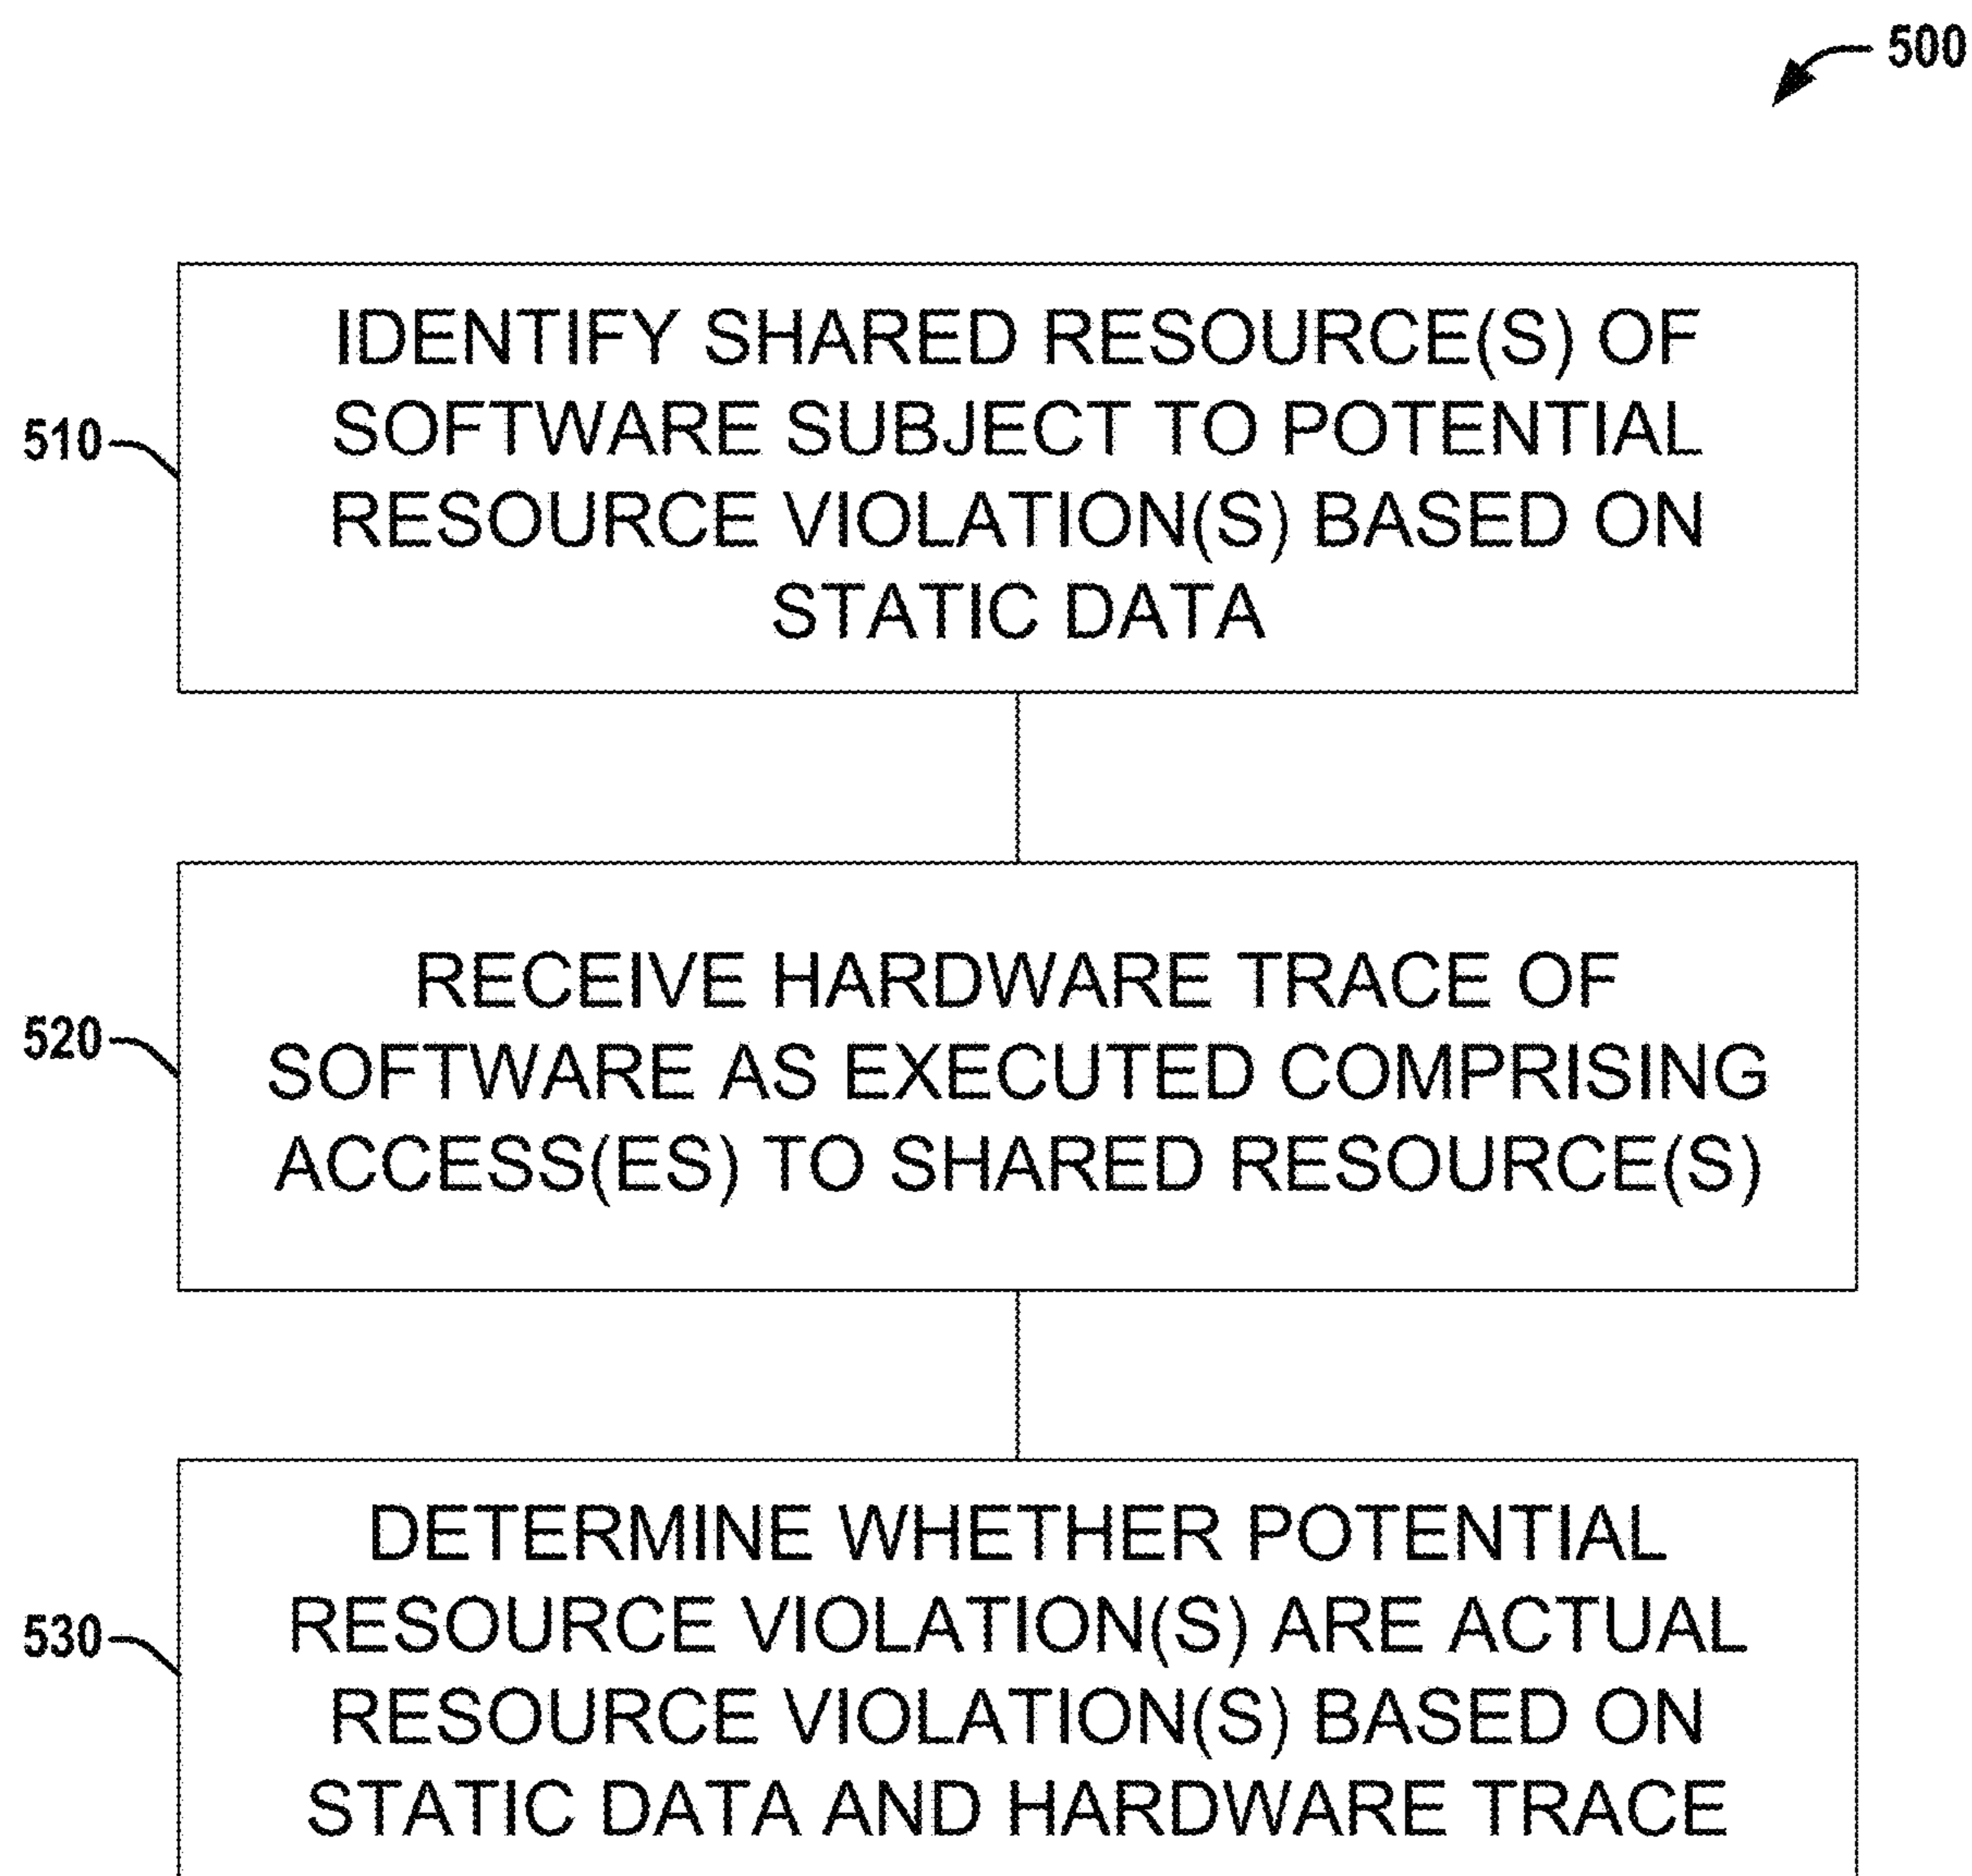 500
IDENTIFY SHARED RESOURCE(S) OF
SOFTWARE SUBJECT TO POTENTIAL
RESOURCE VIOLATION(S) BASED ON
STATIC DATA
510
RECEIVE HARDWARE TRACE OF
SOFTWARE AS EXECUTED COMPRISING
ACCESS(ES) TO SHARED RESOURCE(S)
520
DETERMINE WHETHER POTENTIAL
RESOURCE VIOLATION(S) ARE ACTUAL
RESOURCE VIOLATION(S) BASED ON
STATIC DATA AND HARDWARE TRACE
530